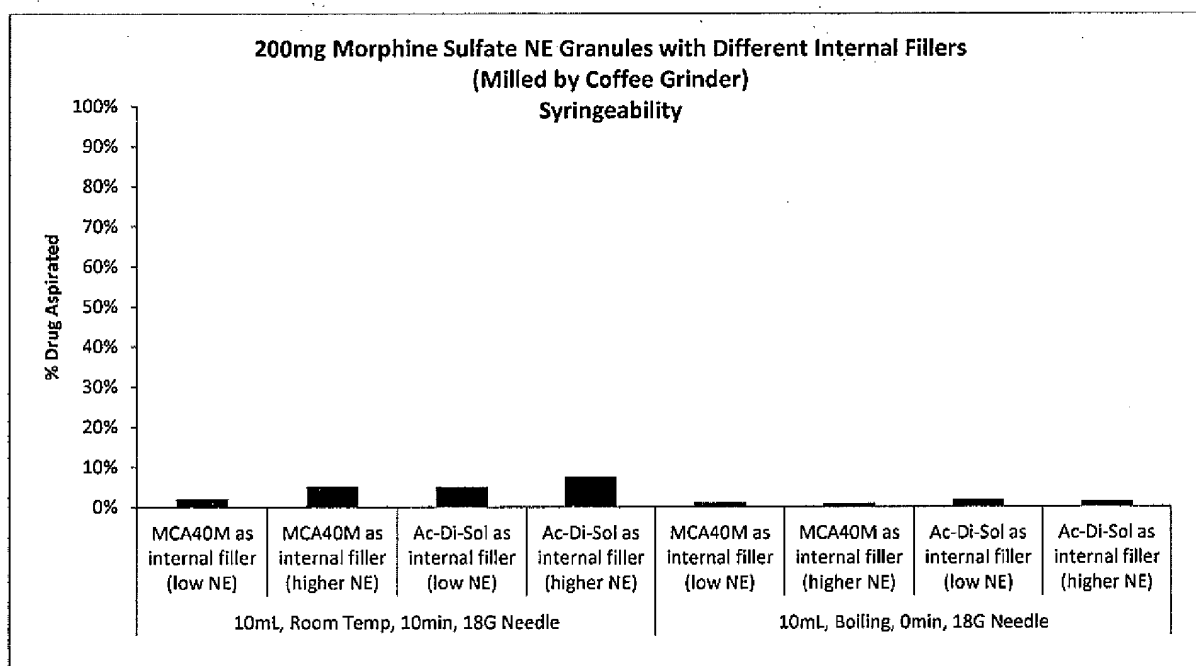 200mg Morphine Sulfate NE Granules with Different Internal Fillers
(Milled by Coffee Grinder)
Syringeability
% Drug Aspirated
100%
90%
80%
70%
60%
50%
40%
30%
20%
10%
0%
MCA40M as internal filler (low NE)
MCA40M as internal filler (higher NE)
Ac-Di-Sol as internal filler (low NE)
Ac-Di-Sol as internal filler (higher NE)
MCA40M as internal filler (low NE)
MCA40M as internal filler (higher NE)
Ac-Di-Sol as internal filler (low NE)
Ac-Di-Sol as internal filler (higher NE)
10mL, Room Temp, 10min, 18G Needle
10mL, Boiling, 0min, 18G Needle